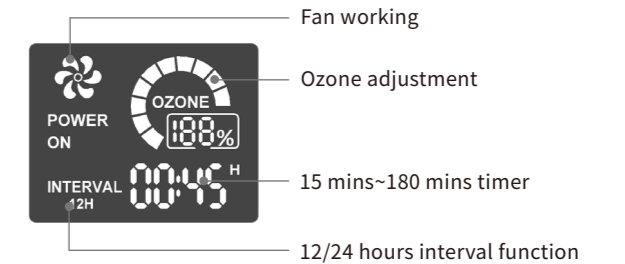 Fan working
Ozone adjustment
OZONE
POWER
ON
188%
INTERVAL
12H
00:45 H
15 mins~180 mins timer
12/24 hours interval function